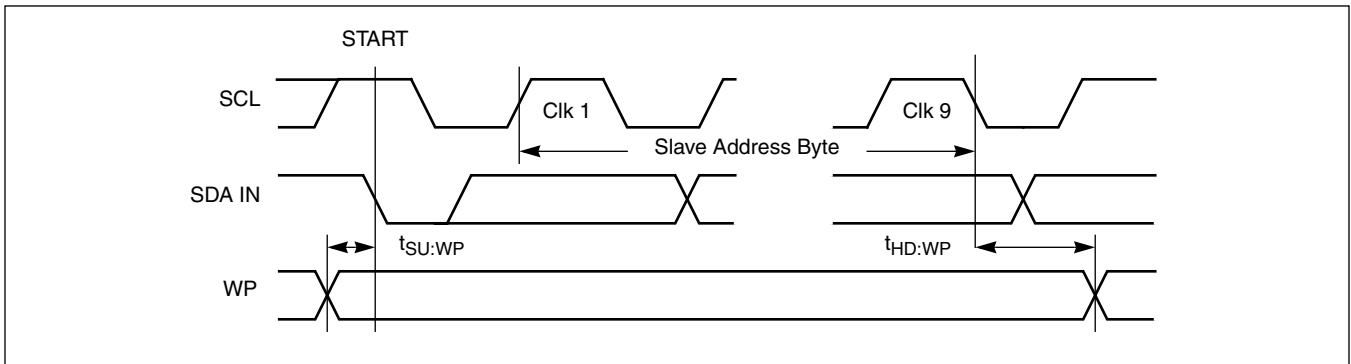 START
SCL
Clk 1
Clk 9
Slave Address Byte
SDA IN
tSU:WP
tHD:WP
WP